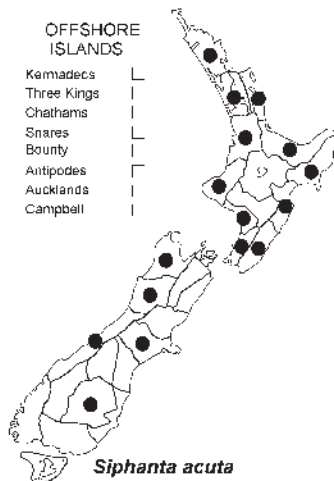 OFFSHORE
ISLANDS
Kermadecs
Three Kings
Chathams
Snares
Bounty
Antipodes
Aucklands
Campbell
Siphanta acuta